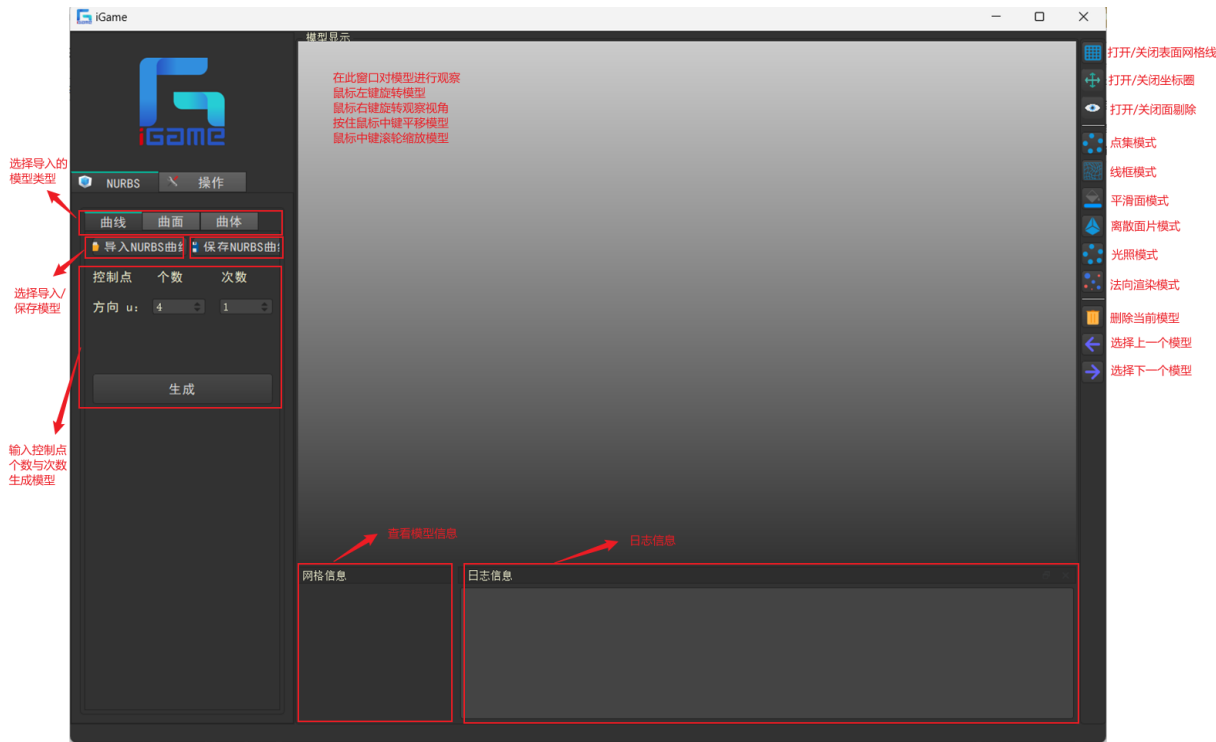 iGame
模型显示
在此窗口对模型进行观察
鼠标左键旋转模型
鼠标右键旋转观察视角
按住鼠标中键平移模型
鼠标中键滚轮缩放模型
iGame
选择导入的
模型类型
NURBS
操作
曲线
曲面
曲体
导入NURBS曲
保存NURBS曲
选择导入/
保存模型
控制点 个数 次数
方向 u: 4 1
生成
输入控制点
个数与次数
生成模型
查看模型信息
日志信息
网格信息
日志信息
打开/关闭表面网格线
打开/关闭坐标圈
打开/关闭面剔除
点集模式
线框模式
平滑面模式
离散面片模式
光照模式
法向渲染模式
删除当前模型
选择上一个模型
选择下一个模型